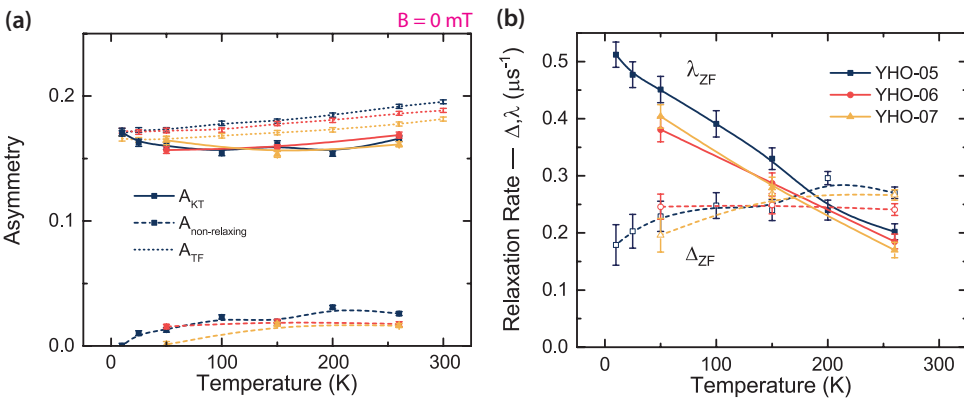 (a)
B = 0 mT
Asymmetry
0.2
0.1
0.0
A_KT
A_non-relaxing
A_TF
0
100
200
300
Temperature (K)
(b)
Relaxation Rate — Δ,λ (μs⁻¹)
0.5
0.4
0.3
0.2
0.1
0.0
λ_ZF
Δ_ZF
YHO-05
YHO-06
YHO-07
0
100
200
300
Temperature (K)